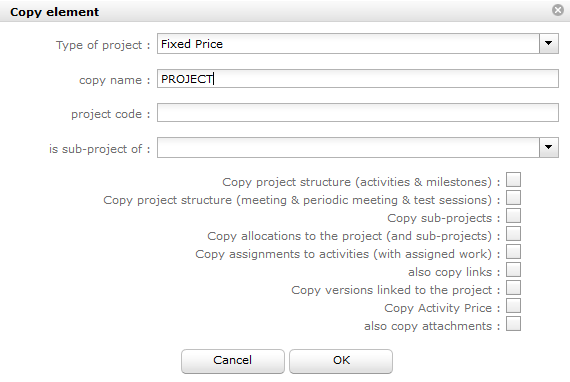 Copy element
Type of project : Fixed Price
copy name : PROJECT
project code :
is sub-project of :
Copy project structure (activities & milestones) :
Copy project structure (meeting & periodic meeting & test sessions) :
Copy sub-projects :
Copy allocations to the project (and sub-projects) :
Copy assignments to activities (with assigned work) :
also copy links :
Copy versions linked to the project :
Copy Activity Price :
also copy attachments :
Cancel OK